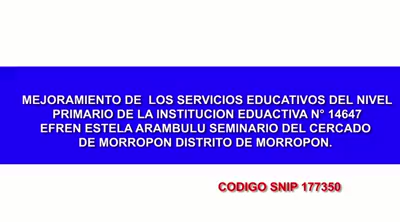 MEJORAMIENTO DE  LOS SERVICIOS EDUCATIVOS DEL NIVEL
PRIMARIO DE LA INSTITUCION EDUACTIVA N° 14647
EFREN ESTELA ARAMBULU SEMINARIO DEL CERCADO
DE MORROPON DISTRITO DE MORROPON.
CODIGO SNIP 177350